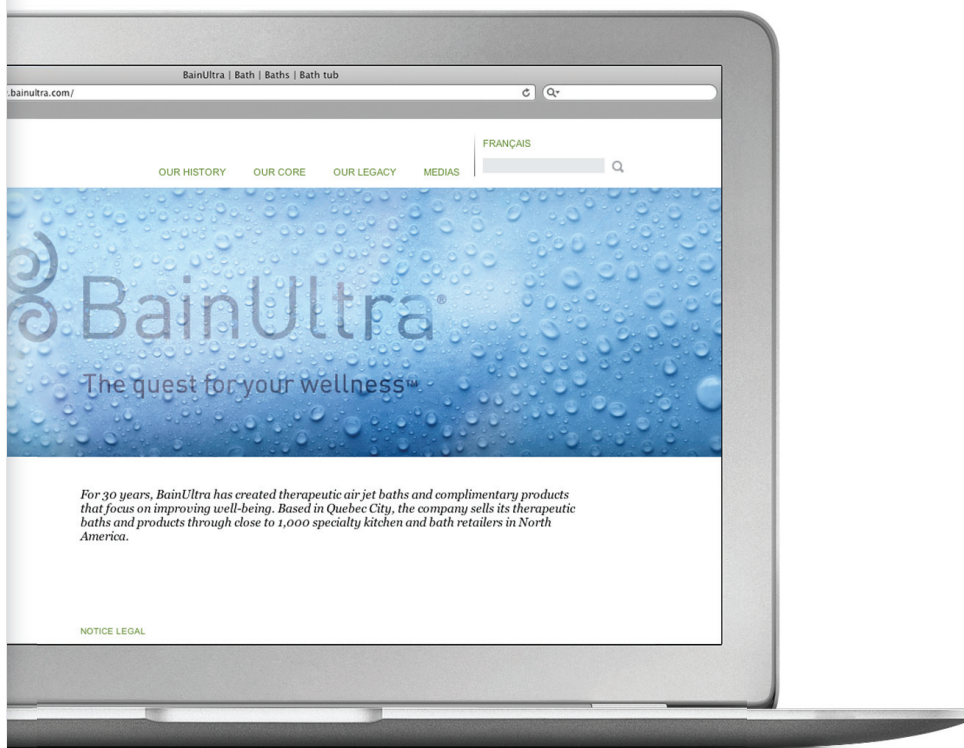 BainUltra | Bath | Baths | Bath tub
.bainultra.com/
FRANÇAIS
OUR HISTORY OUR CORE OUR LEGACY MEDIAS
BainUltra®
The quest for your wellness™
For 30 years, BainUltra has created therapeutic air jet baths and complimentary products
that focus on improving well-being. Based in Quebec City, the company sells its therapeutic
baths and products through close to 1,000 specialty kitchen and bath retailers in North
America.
NOTICE LEGAL